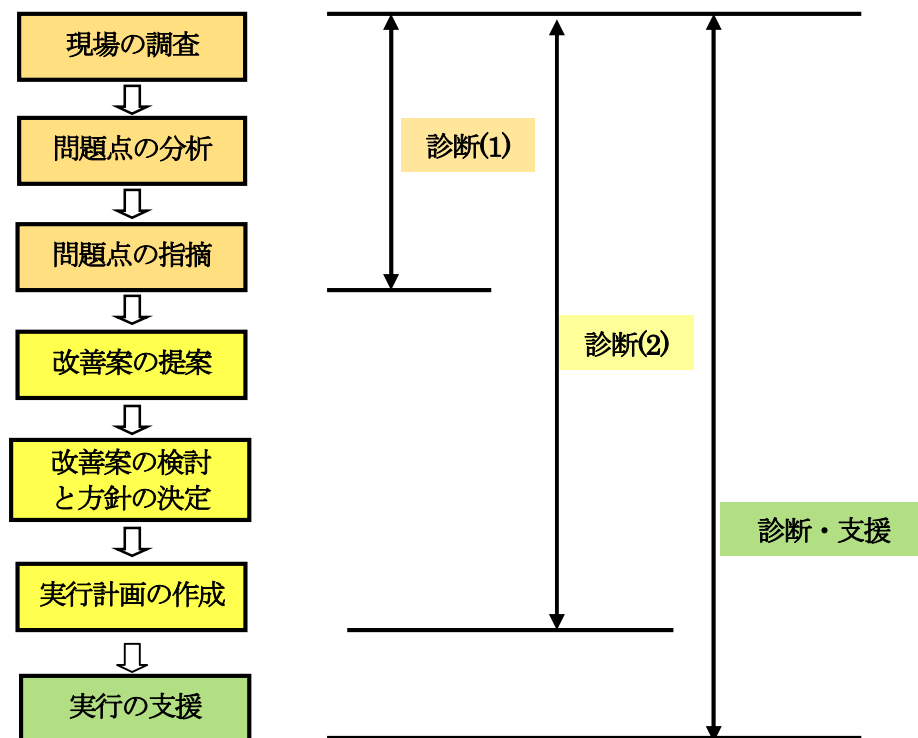 現場の調査
問題点の分析
問題点の指摘
改善案の提案
改善案の検討
と方針の決定
実行計画の作成
実行の支援
診断(1)
診断(2)
診断・支援